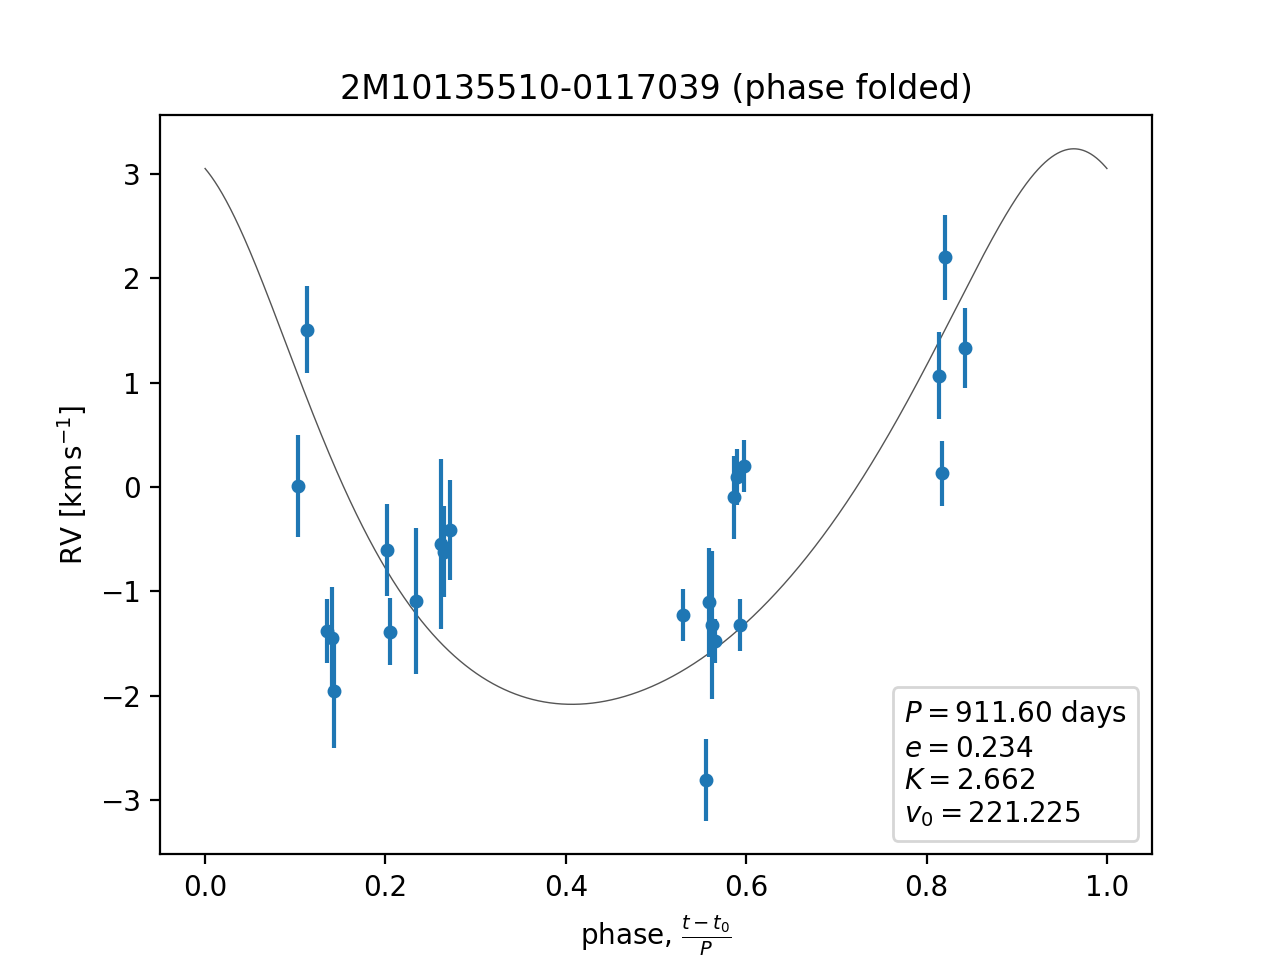 2M10135510-0117039 (phase folded)
3
2
1
0
−1
−2
−3
RV [km s⁻¹]
P = 911.60 days
e = 0.234
K = 2.662
v₀ = 221.225
0.0 0.2 0.4 0.6 0.8 1.0
phase, (t − t₀)/P